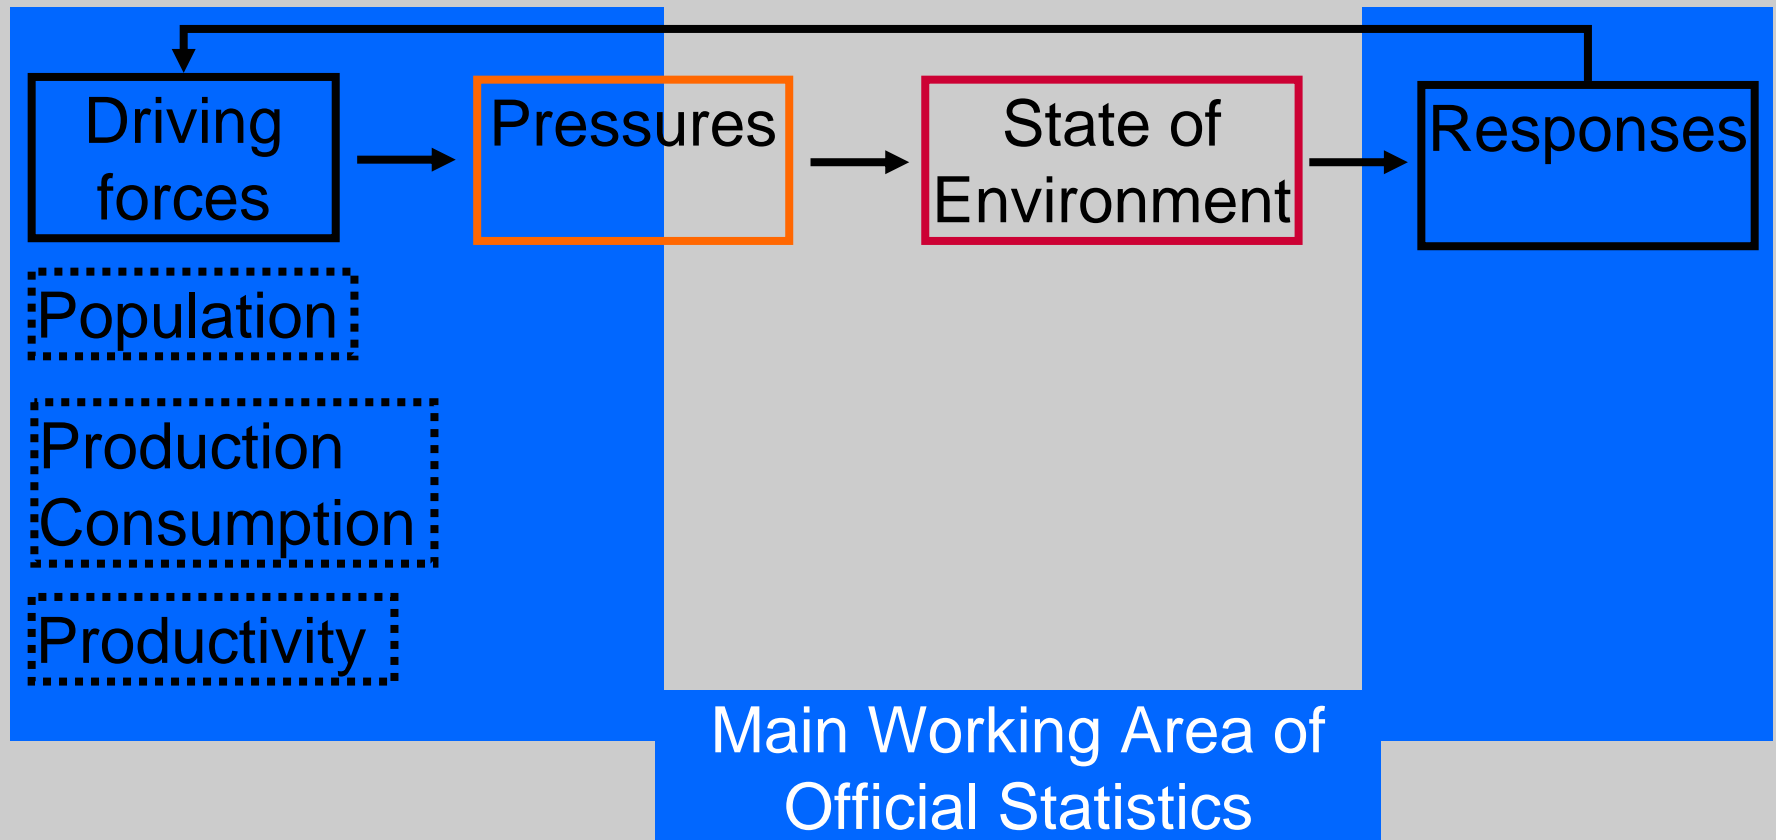 Driving
forces
Pressures
State of
Environment
Responses
Population
Production
Consumption
Productivity
Main Working Area of
Official Statistics